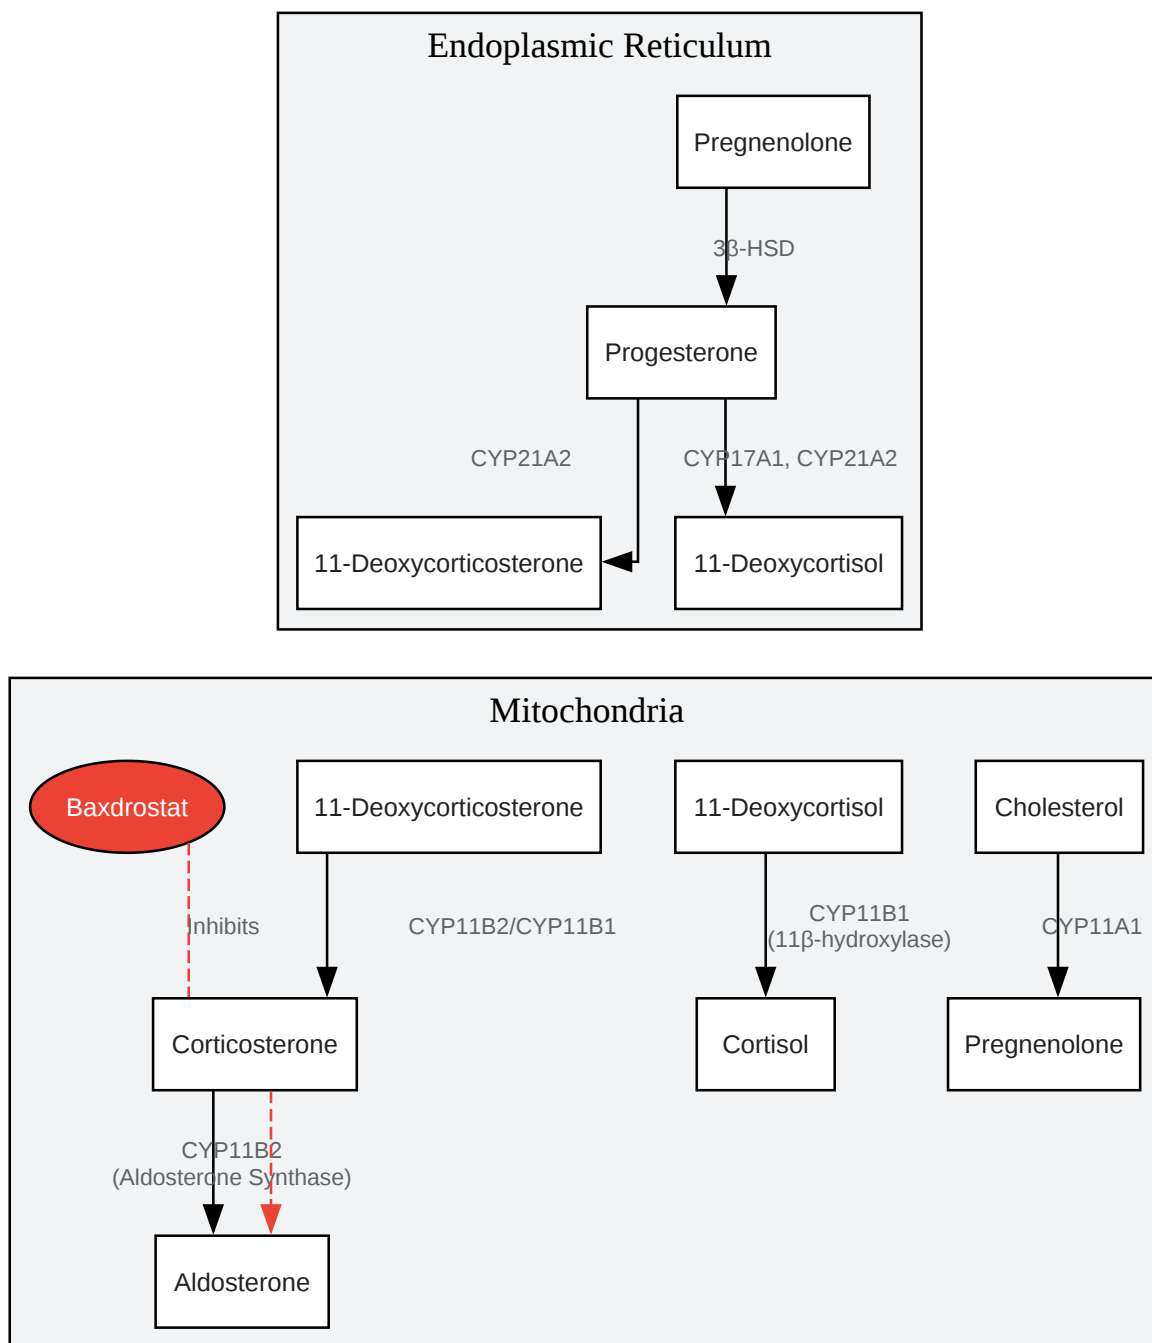 Endoplasmic Reticulum
Pregnenolone
3β-HSD
Progesterone
CYP21A2
CYP17A1, CYP21A2
11-Deoxycorticosterone
11-Deoxycortisol
Mitochondria
Baxdrostat
11-Deoxycorticosterone
11-Deoxycortisol
Cholesterol
Inhibits
CYP11B2/CYP11B1
CYP11B1
(11β-hydroxylase)
CYP11A1
Corticosterone
Cortisol
Pregnenolone
CYP11B2
(Aldosterone Synthase)
Aldosterone